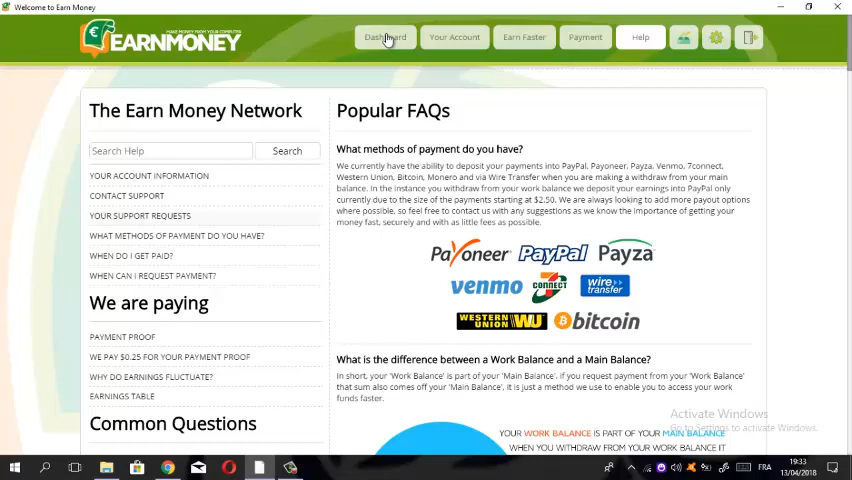 Welcome to Earn Money
MAKE MONEY FROM YOUR COMPUTER
EARNMONEY
Dashboard
Your Account
Earn Faster
Payment
Help
The Earn Money Network
Search Help
Search
YOUR ACCOUNT INFORMATION
CONTACT SUPPORT
YOUR SUPPORT REQUESTS
WHAT METHODS OF PAYMENT DO YOU HAVE?
WHEN DO I GET PAID?
WHEN CAN I REQUEST PAYMENT?
We are paying
PAYMENT PROOF
WE PAY $0.25 FOR YOUR PAYMENT PROOF
WHY DO EARNINGS FLUCTUATE?
EARNINGS TABLE
Common Questions
Popular FAQs
What methods of payment do you have?
We currently have the ability to deposit your payments into PayPal, Payoneer, Payza, Venmo, 7connect,
Western Union, Bitcoin, Monero and via Wire Transfer when you are making a withdrawal from your main
balance. In the instance you withdraw from your work balance we deposit your earnings into PayPal only
currently due to the size of the payments starting at $2.50. We are always looking to add more payout options
where possible, so feel free to contact us with any suggestions as we know the importance of getting your
money fast, securely and with as little fees as possible.
Payoneer PayPal Payza
venmo 7 CONNECT wire transfer
WESTERN UNION WU bitcoin
What is the difference between a Work Balance and a Main Balance?
In short, your 'Work Balance' is part of your 'Main Balance', if you request payment from your 'Work Balance'
that sum also comes off your 'Main Balance', it is just a method we use to enable you to access your work
funds faster.
YOUR WORK BALANCE IS PART OF YOUR MAIN BALANCE
WHEN YOU WITHDRAW FROM YOUR WORK BALANCE IT
Activate Windows
Go to Settings to activate Windows.
FRA
19:33
13/04/2018